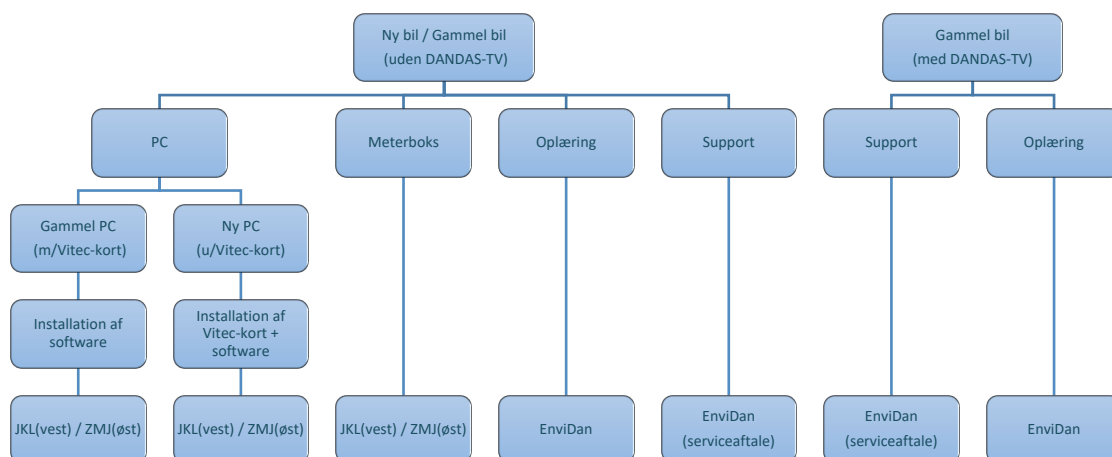 Ny bil / Gammel bil
(uden DANDAS-TV)
Gammel bil
(med DANDAS-TV)
PC
Meterboks
Oplæring
Support
Support
Oplæring
Gammel PC
(m/Vitec-kort)
Ny PC
(u/Vitec-kort)
Installation af
software
Installation af
Vitec-kort +
software
JKL(vest) / ZMJ(øst)
JKL(vest) / ZMJ(øst)
JKL(vest) / ZMJ(øst)
EnviDan
EnviDan
(serviceaftale)
EnviDan
(serviceaftale)
EnviDan